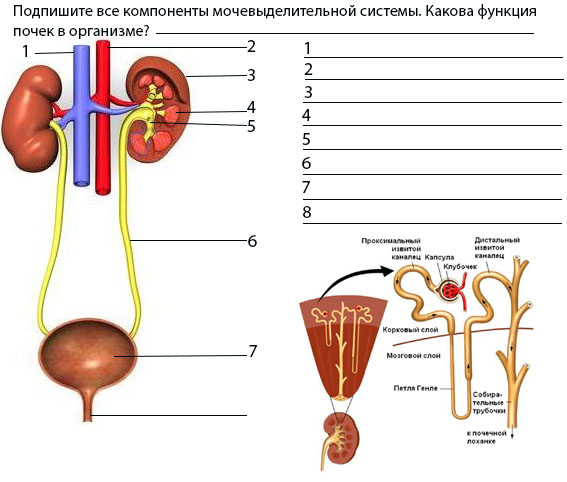 Подпишите все компоненты мочевыделительной системы. Какова функция
почек в организме?
1
2
3
4
5
6
7
1
2
3
4
5
6
7
8
Проксимальный
извитой
каналец
Капсула
Клубочек
Дистальный
извитой
каналец
Корковый слой
Мозговой слой
Петля Генле
Собира-
тельные
трубочки
к почечной
лоханке